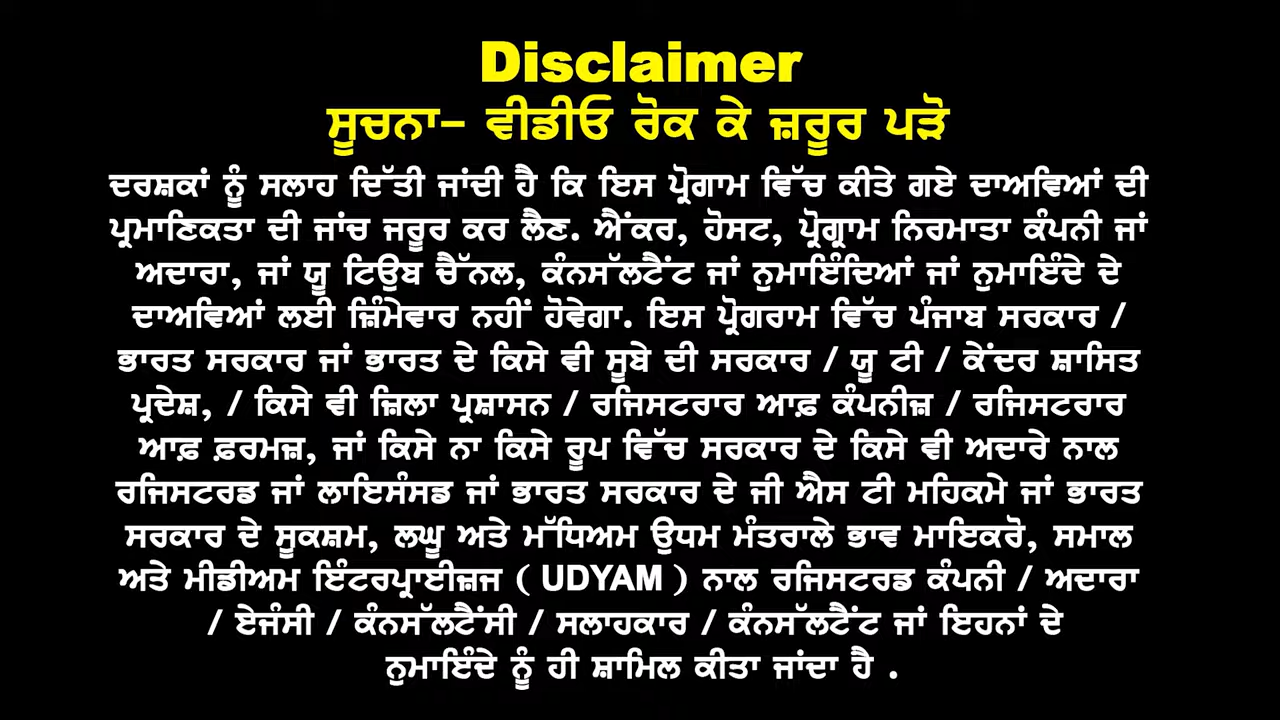 Disclaimer
ਸੂਚਨਾ- ਵੀਡੀਓ ਰੋਕ ਕੇ ਜ਼ਰੂਰ ਪੜੋ
ਦਰਸ਼ਕਾਂ ਨੂੰ ਸਲਾਹ ਦਿੱਤੀ ਜਾਂਦੀ ਹੈ ਕਿ ਇਸ ਪ੍ਰੋਗਾਮ ਵਿੱਚ ਕੀਤੇ ਗਏ ਦਾਅਵਿਆਂ ਦੀ
ਪ੍ਰਮਾਣਿਕਤਾ ਦੀ ਜਾਂਚ ਜਰੂਰ ਕਰ ਲੈਣ. ਐਂਕਰ, ਹੋਸਟ, ਪ੍ਰੋਗ੍ਰਾਮ ਨਿਰਮਾਤਾ ਕੰਪਨੀ ਜਾਂ
ਅਦਾਰਾ, ਜਾਂ ਯੂ ਟਿਉਬ ਚੈੱਨਲ, ਕੰਨਸੱਲਟੈਂਟ ਜਾਂ ਨੁਮਾਇੰਦਿਆਂ ਜਾਂ ਨੁਮਾਇੰਦੇ ਦੇ
ਦਾਅਵਿਆਂ ਲਈ ਜ਼ਿੰਮੇਵਾਰ ਨਹੀਂ ਹੋਵੇਗਾ. ਇਸ ਪ੍ਰੋਗਰਾਮ ਵਿੱਚ ਪੰਜਾਬ ਸਰਕਾਰ /
ਭਾਰਤ ਸਰਕਾਰ ਜਾਂ ਭਾਰਤ ਦੇ ਕਿਸੇ ਵੀ ਸੂਬੇ ਦੀ ਸਰਕਾਰ / ਯੂ ਟੀ / ਕੇਂਦਰ ਸ਼ਾਸਿਤ
ਪ੍ਰਦੇਸ਼, / ਕਿਸੇ ਵੀ ਜ਼ਿਲਾ ਪ੍ਰਸ਼ਾਸਨ / ਰਜਿਸਟਰਾਰ ਆਫ਼ ਕੰਪਨੀਜ਼ / ਰਜਿਸਟਰਾਰ
ਆਫ਼ ਫ਼ਰਮਜ਼, ਜਾਂ ਕਿਸੇ ਨਾ ਕਿਸੇ ਰੂਪ ਵਿੱਚ ਸਰਕਾਰ ਦੇ ਕਿਸੇ ਵੀ ਅਦਾਰੇ ਨਾਲ
ਰਜਿਸਟਰਡ ਜਾਂ ਲਾਇਸੰਸਡ ਜਾਂ ਭਾਰਤ ਸਰਕਾਰ ਦੇ ਜੀ ਐਸ ਟੀ ਮਹਿਕਮੇ ਜਾਂ ਭਾਰਤ
ਸਰਕਾਰ ਦੇ ਸੂਕਸ਼ਮ, ਲਘੂ ਅਤੇ ਮੱਧਿਅਮ ਉਧਮ ਮੰਤਰਾਲੇ ਭਾਵ ਮਾਇਕਰੋ, ਸਮਾਲ
ਅਤੇ ਮੀਡੀਅਮ ਇੰਟਰਪ੍ਰਾਈਜ਼ਜ ( UDYAM ) ਨਾਲ ਰਜਿਸਟਰਡ ਕੰਪਨੀ / ਅਦਾਰਾ
/ ਏਜੰਸੀ / ਕੰਨਸੱਲਟੈਂਸੀ / ਸਲਾਹਕਾਰ / ਕੰਨਸੱਲਟੈਂਟ ਜਾਂ ਇਹਨਾਂ ਦੇ
ਨੁਮਾਇੰਦੇ ਨੂੰ ਹੀ ਸ਼ਾਮਿਲ ਕੀਤਾ ਜਾਂਦਾ ਹੈ .